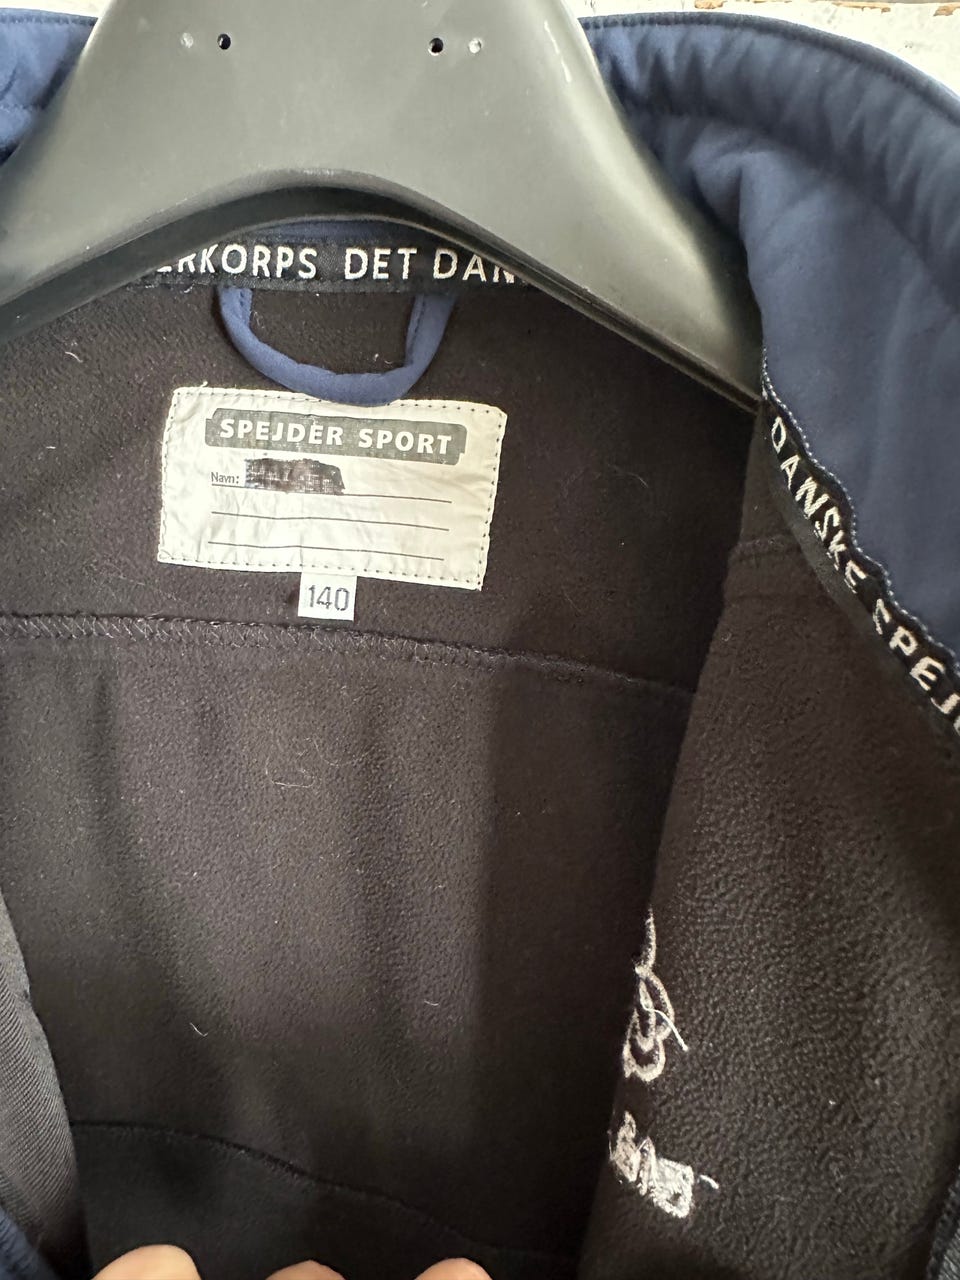 ERKORPS DET DAN
SPEJDER SPORT
Navn:
140
DANSKE SPEJ